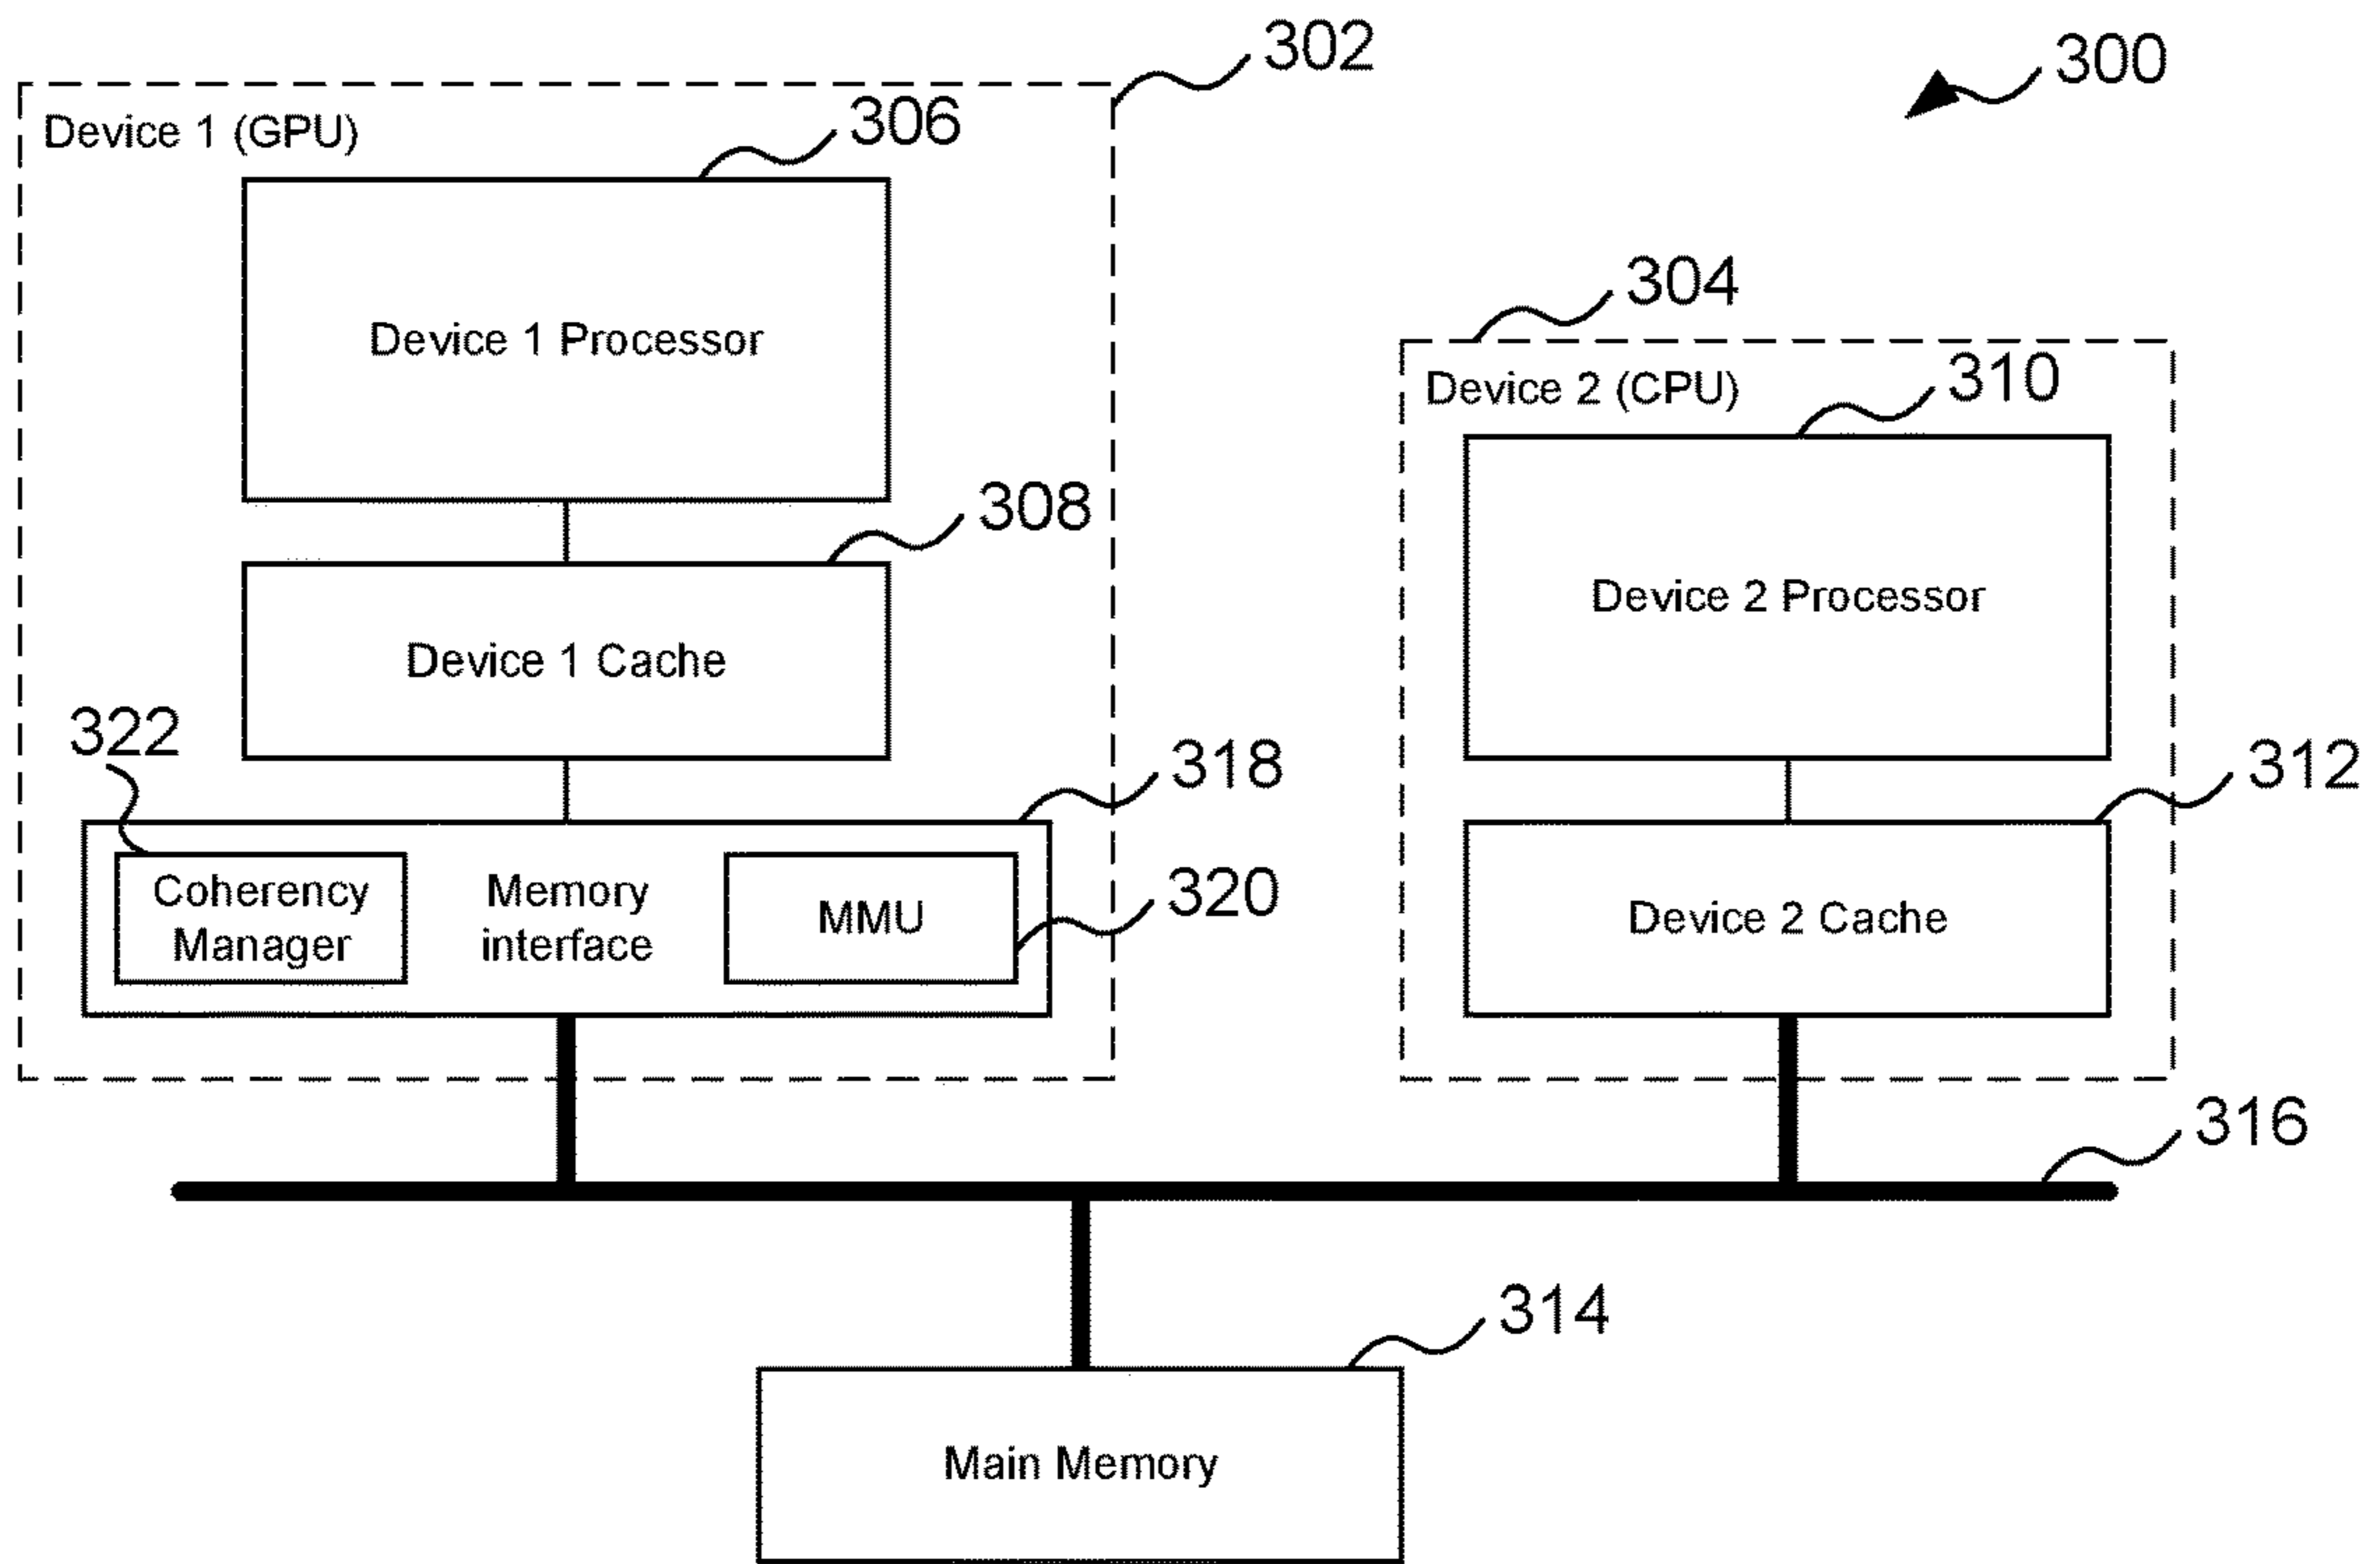 302
300
Device 1 (GPU)
306
Device 1 Processor
304
Device 2 (CPU)
310
308
Device 2 Processor
Device 1 Cache
322
318
312
Coherency
Manager
Memory
interface
MMU
320
Device 2 Cache
316
314
Main Memory